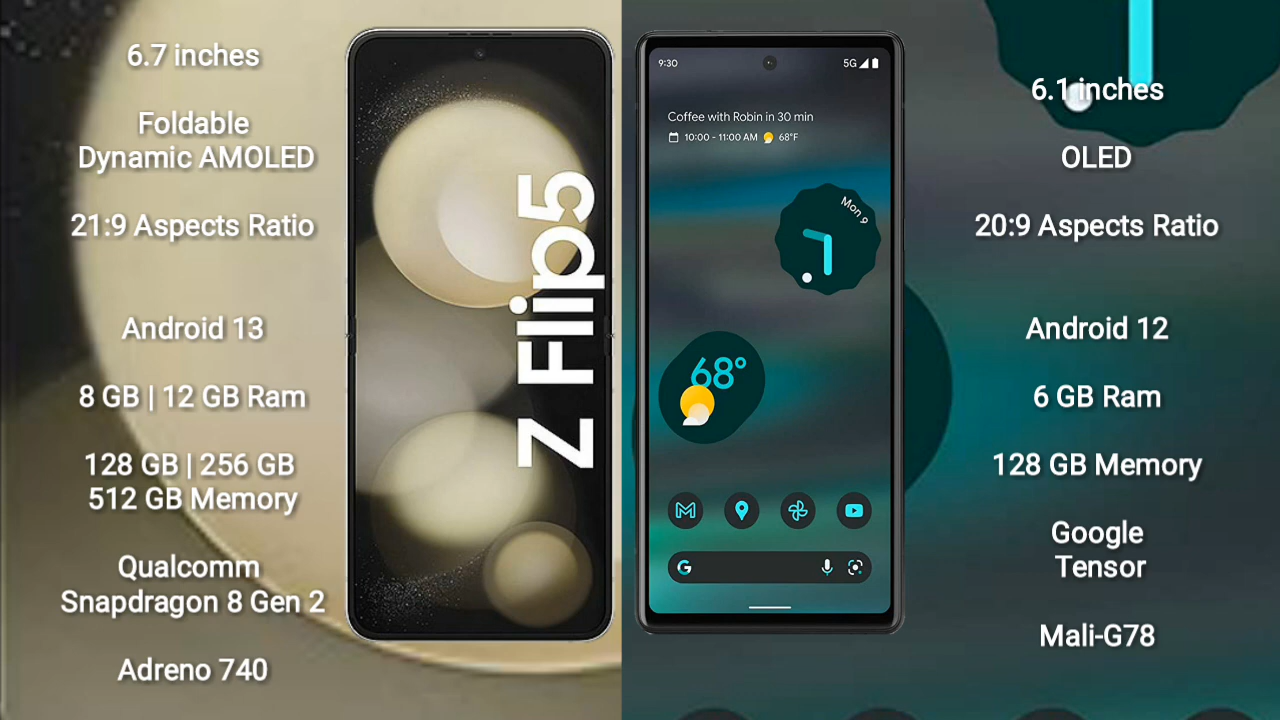 6.7 inches
Foldable
Dynamic AMOLED
21:9 Aspects Ratio
Android 13
8 GB | 12 GB Ram
128 GB | 256 GB
512 GB Memory
Qualcomm
Snapdragon 8 Gen 2
Adreno 740
Z Flip5
9:30
5G
Coffee with Robin in 30 min
10:00 - 11:00 AM 68°F
Mon 9
68°
6.1 inches
OLED
20:9 Aspects Ratio
Android 12
6 GB Ram
128 GB Memory
Google
Tensor
Mali-G78